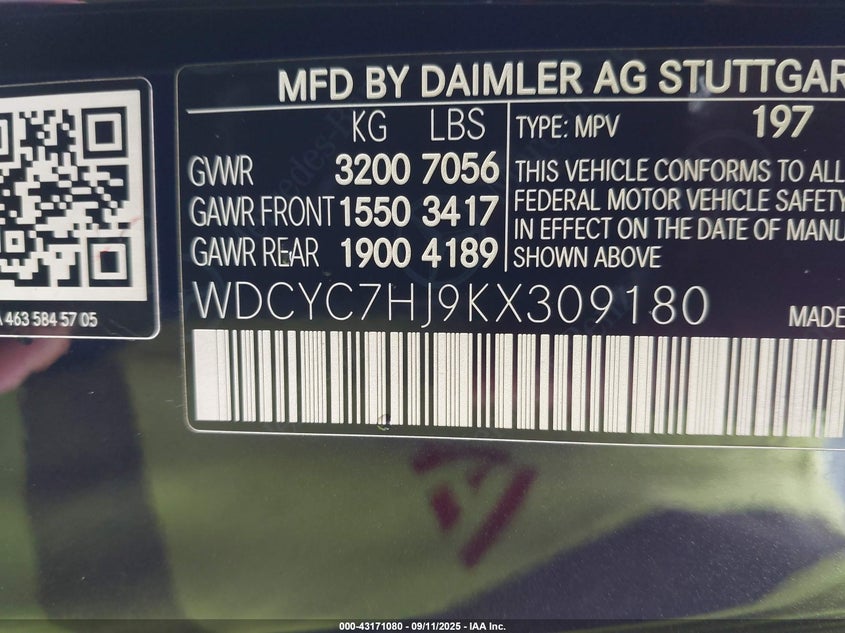 MFD BY DAIMLER AG STUTTGAR
KG LBS
GVWR 3200 7056
GAWR FRONT 1550 3417
GAWR REAR 1900 4189
TYPE: MPV 197
THIS VEHICLE CONFORMS TO ALL
FEDERAL MOTOR VEHICLE SAFETY
IN EFFECT ON THE DATE OF MANU
SHOWN ABOVE
WDCYC7HJ9KX309180
MADE
A 463 584 57 05
000-43171080 - 09/11/2025 - IAA Inc.